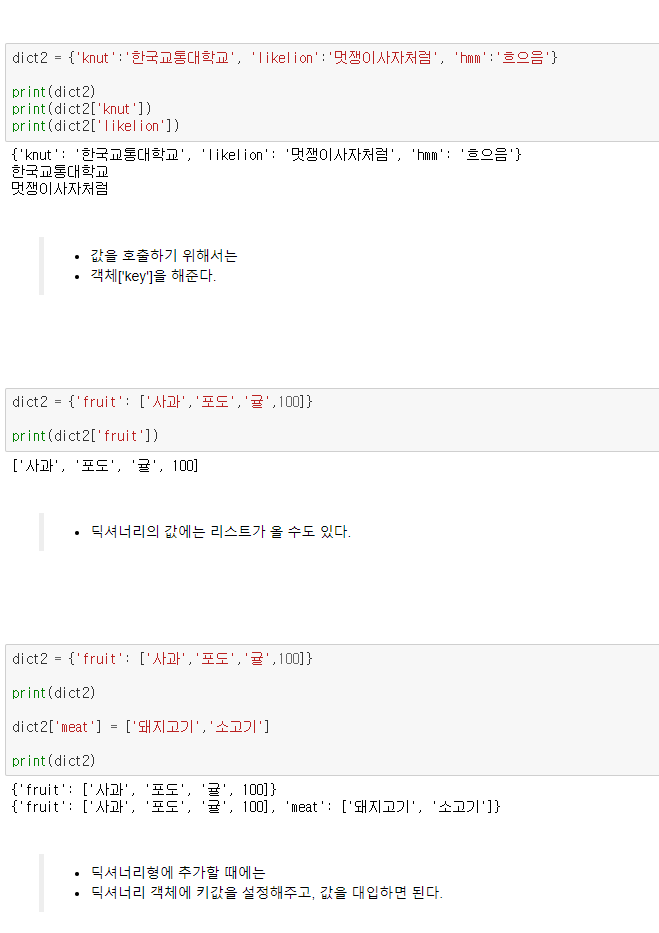 dict2 = {'knut':'한국교통대학교', 'likelion':'멋쟁이사자처럼', 'hmm':'흐으음'}
print(dict2)
print(dict2['knut'])
print(dict2['likelion'])
{'knut': '한국교통대학교', 'likelion': '멋쟁이사자처럼', 'hmm': '흐으음'}
한국교통대학교
멋쟁이사자처럼
• 값을 호출하기 위해서는
• 객체['key']을 해준다.
dict2 = {'fruit': ['사과','포도','귤',100]}
print(dict2['fruit'])
['사과', '포도', '귤', 100]
• 딕셔너리의 값에는 리스트가 올 수도 있다.
dict2 = {'fruit': ['사과','포도','귤',100]}
print(dict2)
dict2['meat'] = ['돼지고기','소고기']
print(dict2)
{'fruit': ['사과', '포도', '귤', 100]}
{'fruit': ['사과', '포도', '귤', 100], 'meat': ['돼지고기', '소고기']}
• 딕셔너리형에 추가할 때에는
• 딕셔너리 객체에 키값을 설정해주고, 값을 대입하면 된다.